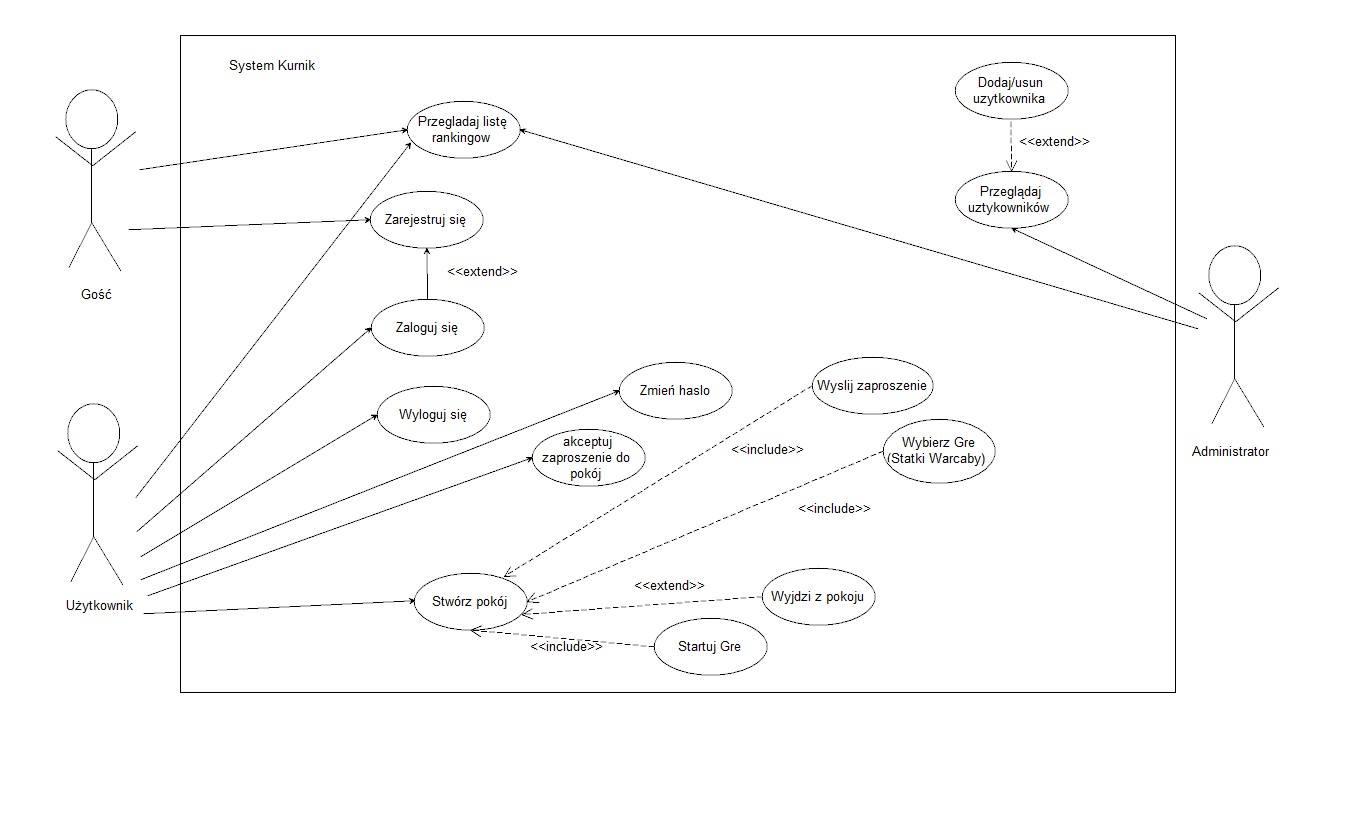 System Kurnik
Dodaj/usun
uzytkownika
<<extend>>
Przegladaj listę
rankingow
Przeglądaj
uztykowników
Zarejestruj się
<<extend>>
Gość
Zaloguj się
Zmień haslo
Wyslij zaproszenie
Wyloguj się
akceptuj
zaproszenie do
pokój
<<include>>
Wybierz Gre
(Statki Warcaby)
Administrator
<<include>>
Użytkownik
Stwórz pokój
<<extend>>
Wyjdzi z pokoju
<<include>>
Startuj Gre